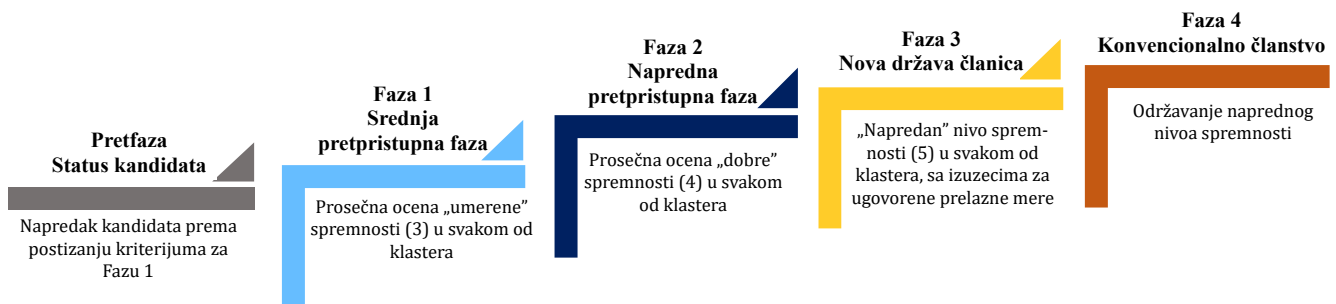 Pretfaza
Status kandidata
Napredak kandidata prema
postizanju kriterijuma za
Fazu 1
Faza 1
Srednja
pretpristupna faza
Prosečna ocena „umerene”
spremnosti (3) u svakom od
klastera
Faza 2
Napredna
pretpristupna faza
Prosečna ocena „dobre”
spremnosti (4) u svakom
od klastera
Faza 3
Nova država članica
„Napredan” nivo sprem-
nosti (5) u svakom od
klastera, sa izuzecima za
ugovorene prelazne mere
Faza 4
Konvencionalno članstvo
Održavanje naprednog
nivoa spremnosti